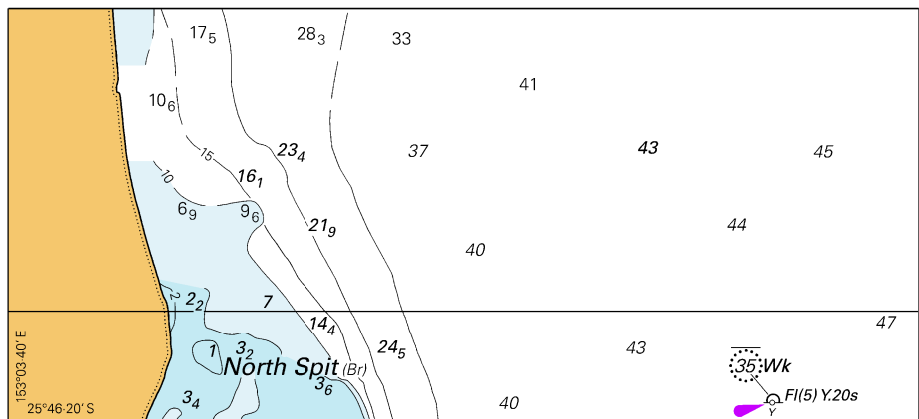 17₅ 28₃ 33
41
10₆
15 23₄ 37 43 45
10 16₁
6₉ 9₆ 21₉ 44
40
2 2₂ 7
14₄ 47
1 3₂ 24₅ 43
North Spit (Br) 35 Wk
3₆
3₄ 40 Fl(5) Y.20s
Y
153°03·40′ E
25°46·20′ S